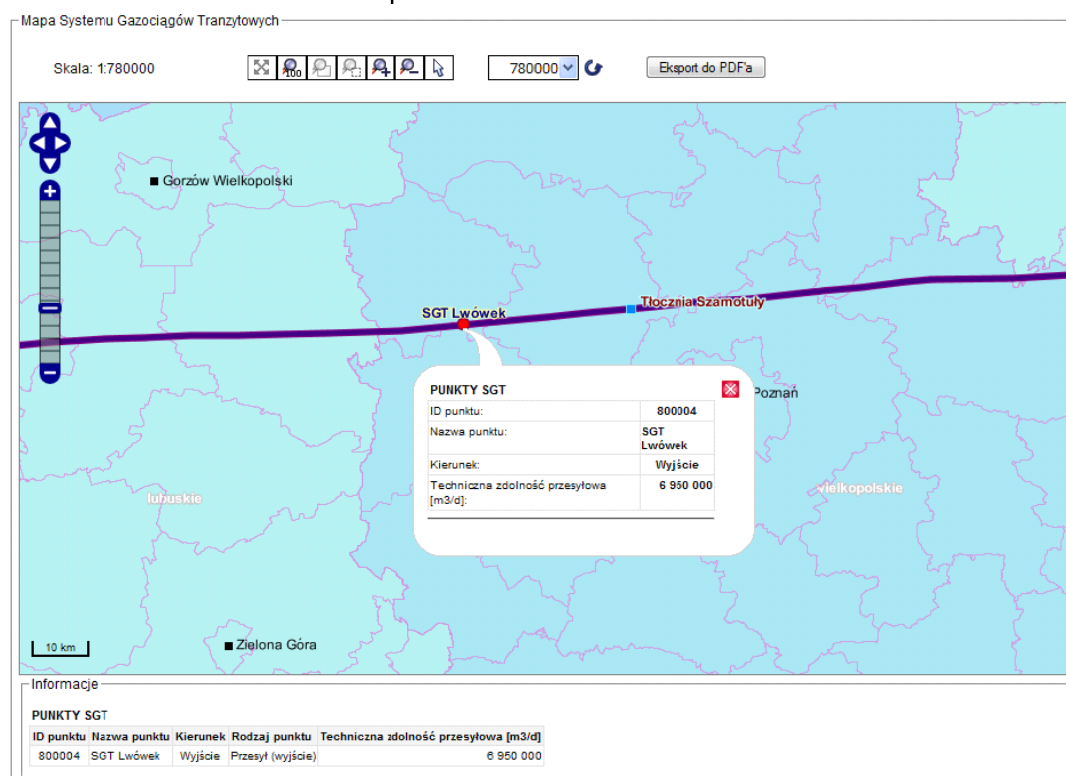 Mapa Systemu Gazociągów Tranzytowych
Skala: 1:780000
100
780000
Eksport do PDF'a
Gorzów Wielkopolski
Tłocznia Szamotuły
SGT Lwówek
PUNKTY SGT
Poznań
ID punktu: 800004
Nazwa punktu: SGT
Lwówek
Kierunek: Wyjście
Techniczna zdolność przesyłowa 6 950 000
[m3/d]:
lubuskie
wielkopolskie
10 km
Zielona Góra
Informacje
PUNKTY SGT
ID punktu Nazwa punktu Kierunek Rodzaj punktu Techniczna zdolność przesyłowa [m3/d]
800004 SGT Lwówek Wyjście Przesył (wyjście) 6 950 000